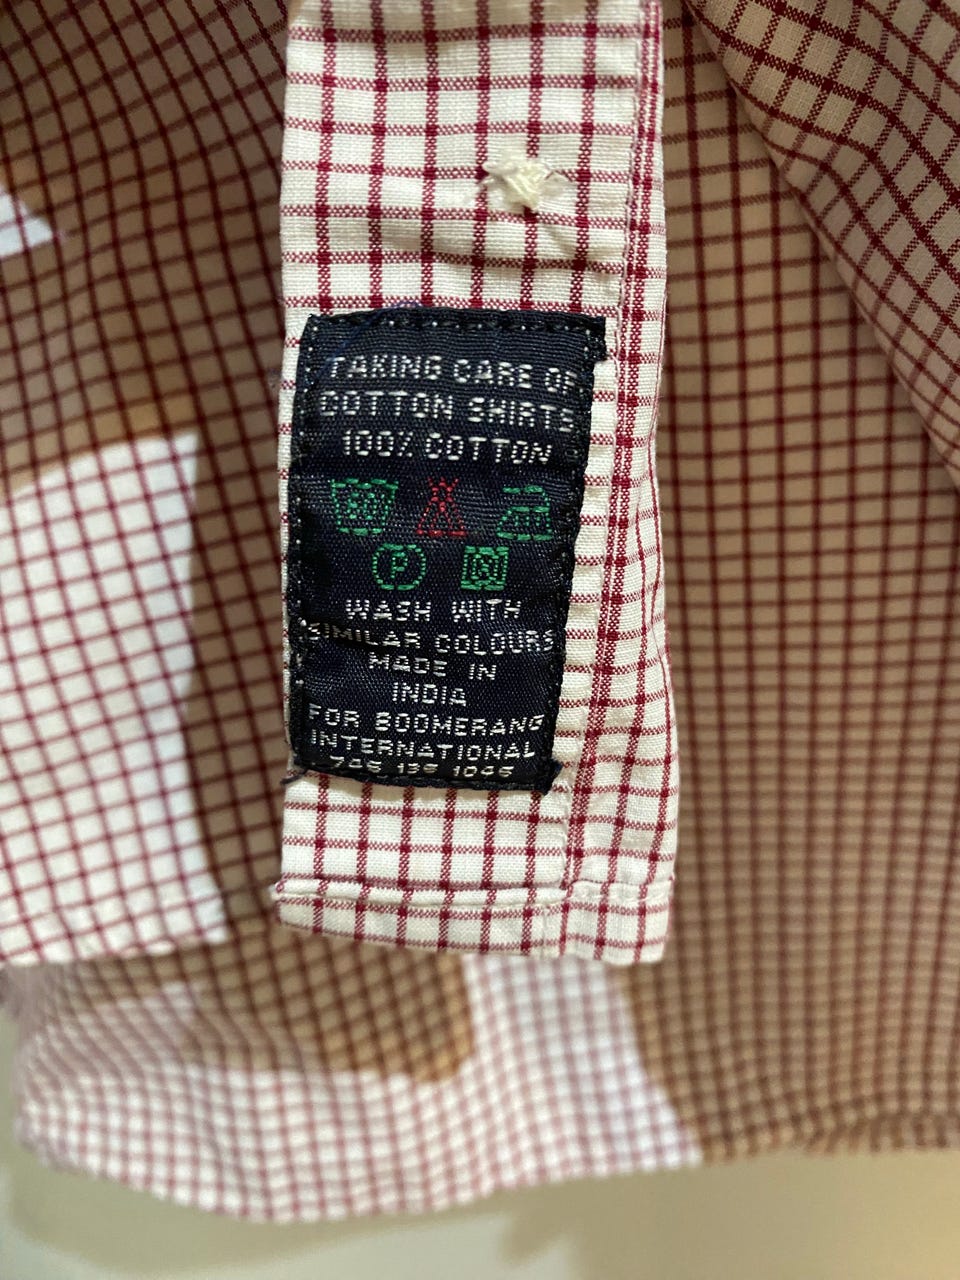 TAKING CARE OF
COTTON SHIRTS
100% COTTON
P
WASH WITH
SIMILAR COLOURS
MADE IN
INDIA
FOR BOOMERANG
INTERNATIONAL